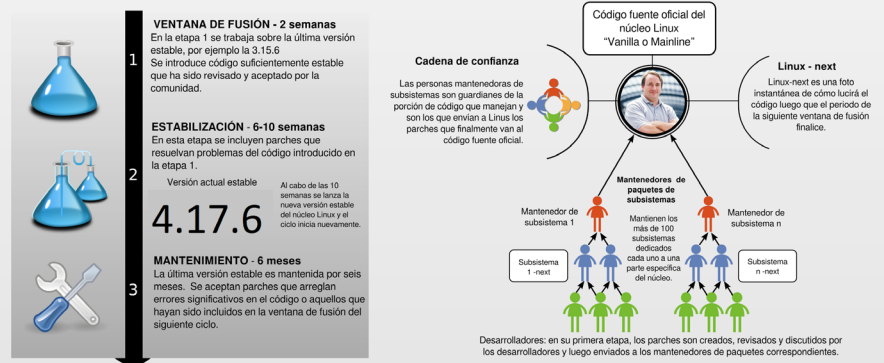 VENTANA DE FUSIÓN - 2 semanas
En la etapa 1 se trabaja sobre la última versión
estable, por ejemplo la 3.15.6
Se introduce código suficientemente estable
que ha sido revisado y aceptado por la
comunidad.
1
ESTABILIZACIÓN - 6-10 semanas
En esta etapa se incluyen parches que
resuelvan problemas del código introducido en
la etapa 1.
2
Versión actual estable
4.17.6
Al cabo de las 10
semanas se lanza la
nueva versión estable
del núcleo Linux y el
ciclo inicia nuevamente.
MANTENIMIENTO - 6 meses
La última versión estable es mantenida por seis
meses. Se aceptan parches que arreglan
errores significativos en el código o aquellos que
hayan sido incluidos en la ventana de fusión del
siguiente ciclo.
3
Código fuente oficial del
núcleo Linux
“Vanilla o Mainline”
Cadena de confianza
Las personas mantenedoras de
subsistemas son guardianes de la
porción de código que manejan y
son los que envían a Linus los
parches que finalmente van al
código fuente oficial.
Linux - next
Linux-next es una foto
instantánea de cómo lucirá el
código luego que el periodo de
la siguiente ventana de fusión
finalice.
Mantenedores de
paquetes de
subsistemas
Mantienen los
más de 100
subsistemas
dedicados
cada uno a una
parte específica
del núcleo.
Mantenedor de
subsistema 1
Mantenedor de
subsistema n
Subsistema
1 -next
Subsistema
n -next
Desarrolladores: en su primera etapa, los parches son creados, revisados y discutidos por
los desarrolladores y luego enviados a los mantenedores de paquetes correspondientes.